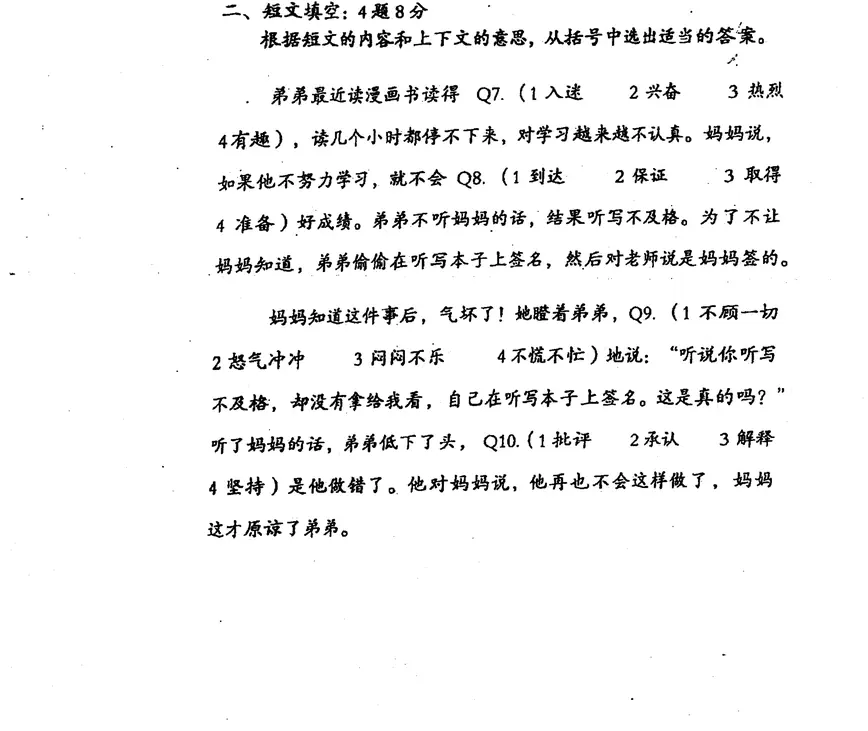 二、短文填空：4题8分
根据短文的内容和上下文的意思，从括号中选出适当的答案。
弟弟最近读漫画书读得 Q7.（1 入迷 2 兴奋 3 热烈
4有趣），读几个小时都停不下来，对学习越来越不认真。妈妈说，
如果他不努力学习，就不会 Q8.（1 到达 2 保证 3 取得
4 准备）好成绩。弟弟不听妈妈的话，结果听写不及格。为了不让
妈妈知道，弟弟偷偷在听写本子上签名，然后对老师说是妈妈签的。
妈妈知道这件事后，气坏了！她瞪着弟弟，Q9.（1 不顾一切
2 怒气冲冲 3 闷闷不乐 4不慌不忙）地说：“听说你听写
不及格，却没有拿给我看，自己在听写本子上签名。这是真的吗？”
听了妈妈的话，弟弟低下了头，Q10.（1批评 2承认 3 解释
4 坚持）是他做错了。他对妈妈说，他再也不会这样做了，妈妈
这才原谅了弟弟。